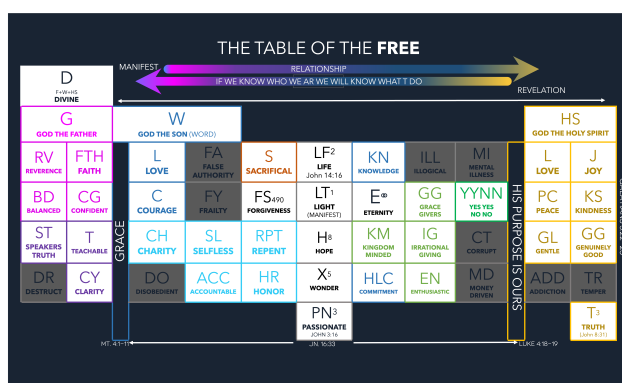 THE TABLE OF THE FREE
MANIFEST
RELATIONSHIP
IF WE KNOW WHO WE AR WE WILL KNOW WHAT T DO
REVELATION
D
F+W+HS
DIVINE
G
GOD THE FATHER
W
GOD THE SON (WORD)
HS
GOD THE HOLY SPIRIT
RV
REVERENCE
FTH
FAITH
L
LOVE
FA
FALSE
AUTHORITY
S
SACRIFICAL
LF2
LIFE
John 14:16
KN
KNOWLEDGE
ILL
ILLOGICAL
MI
MENTAL
ILLNESS
L
LOVE
J
JOY
BD
BALANCED
CG
CONFIDENT
C
COURAGE
FY
FRAILTY
FS490
FORGIVENESS
LT1
LIGHT
(MANIFEST)
E∞
ETERNITY
GG
GRACE
GIVERS
YYNN
YES YES
NO NO
PC
PEACE
KS
KINDNESS
ST
SPEAKERS
TRUTH
T
TEACHABLE
CH
CHARITY
SL
SELFLESS
RPT
REPENT
H8
HOPE
KM
KINGDOM
MINDED
IG
IRRATIONAL
GIVING
CT
CORRUPT
GL
GENTLE
GG
GENUINELY
GOOD
DR
DESTRUCT
CY
CLARITY
DO
DISOBEDIENT
ACC
ACCOUNTABLE
HR
HONOR
X5
WONDER
HLC
COMMITMENT
EN
ENTHUSIASTIC
MD
MONEY
DRIVEN
ADD
ADDICTION
TR
TEMPER
GRACE
HIS PURPOSE IS OURS
PN3
PASSIONATE
JOHN 3:16
T3
TRUTH
(John 8:31)
MT. 4:1-11
JN. 16:33
LUKE 4:18-19